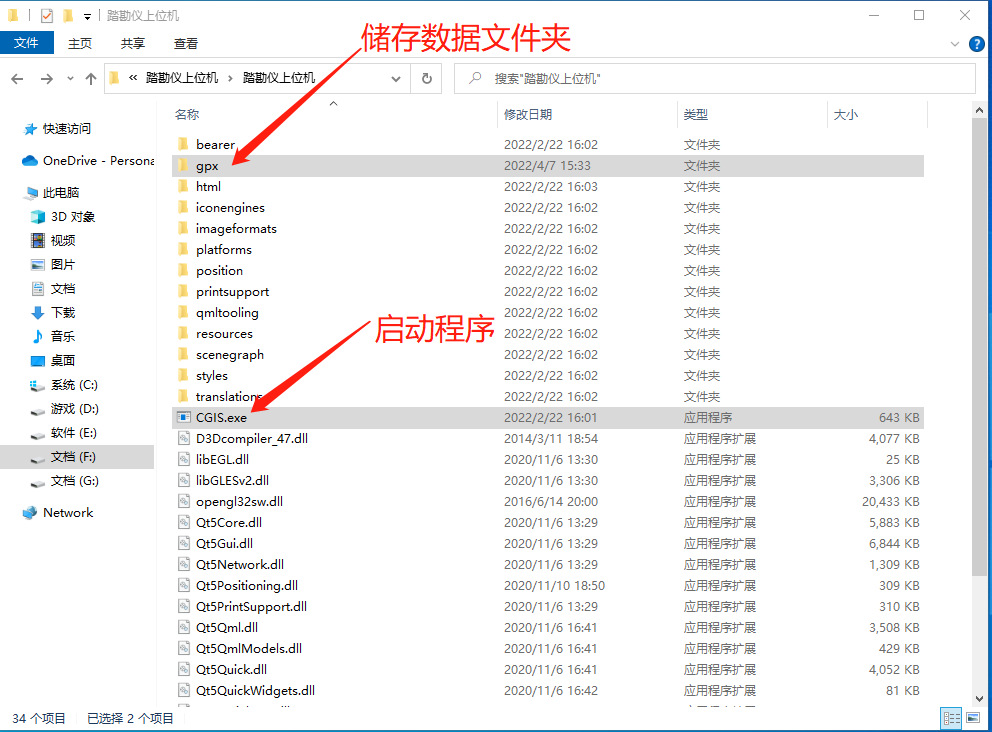 踏勘仪上位机
文件 主页 共享 查看
储存数据文件夹
« 踏勘仪上位机 › 踏勘仪上位机
搜索"踏勘仪上位机"
快速访问
OneDrive - Persona
此电脑
3D 对象
视频
图片
文档
下载
音乐
桌面
系统 (C:)
游戏 (D:)
软件 (E:)
文档 (F:)
文档 (G:)
Network
名称 修改日期 类型 大小
bearer 2022/2/22 16:02 文件夹
gpx 2022/4/7 15:33 文件夹
html 2022/2/22 16:03 文件夹
iconengines 2022/2/22 16:02 文件夹
imageformats 2022/2/22 16:02 文件夹
platforms 2022/2/22 16:02 文件夹
position 2022/2/22 16:02 文件夹
printsupport 2022/2/22 16:02 文件夹
qmltooling 2022/2/22 16:02 文件夹
启动程序
resources 2022/2/22 16:02 文件夹
scenegraph 2022/2/22 16:02 文件夹
styles 2022/2/22 16:02 文件夹
translations 2022/2/22 16:02 文件夹
CGIS.exe 2022/2/22 16:01 应用程序 643 KB
D3Dcompiler_47.dll 2014/3/11 18:54 应用程序扩展 4,077 KB
libEGL.dll 2020/11/6 13:30 应用程序扩展 25 KB
libGLESv2.dll 2020/11/6 13:30 应用程序扩展 3,306 KB
opengl32sw.dll 2016/6/14 20:00 应用程序扩展 20,433 KB
Qt5Core.dll 2020/11/6 13:29 应用程序扩展 5,883 KB
Qt5Gui.dll 2020/11/6 13:29 应用程序扩展 6,844 KB
Qt5Network.dll 2020/11/6 13:29 应用程序扩展 1,309 KB
Qt5Positioning.dll 2020/11/10 18:50 应用程序扩展 309 KB
Qt5PrintSupport.dll 2020/11/6 13:29 应用程序扩展 310 KB
Qt5Qml.dll 2020/11/6 16:41 应用程序扩展 3,508 KB
Qt5QmlModels.dll 2020/11/6 16:41 应用程序扩展 429 KB
Qt5Quick.dll 2020/11/6 16:41 应用程序扩展 4,052 KB
Qt5QuickWidgets.dll 2020/11/6 16:42 应用程序扩展 81 KB
34 个项目 已选择 2 个项目